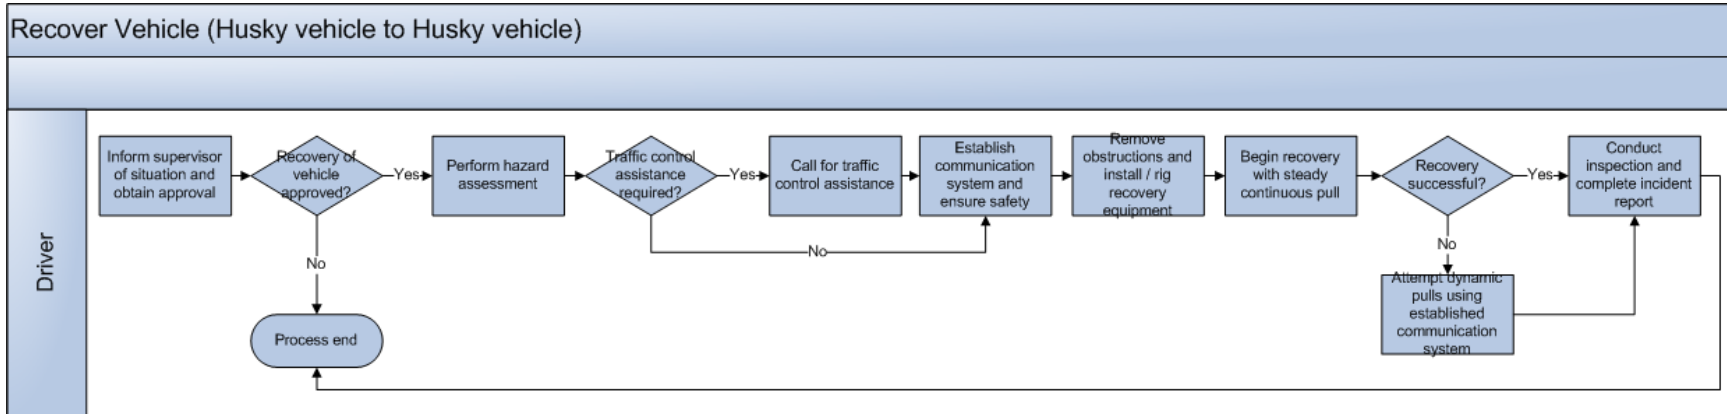 Recover Vehicle (Husky vehicle to Husky vehicle)
Driver
Inform supervisor
of situation and
obtain approval
Recovery of
vehicle
approved?
Yes
No
Process end
Perform hazard
assessment
Traffic control
assistance
required?
Yes
No
Call for traffic
control assistance
Establish
communication
system and
ensure safety
Remove
obstructions and
install / rig
recovery
equipment
Begin recovery
with steady
continuous pull
Recovery
successful?
Yes
No
Attempt dynamic
pulls using
established
communication
system
Conduct
inspection and
complete incident
report